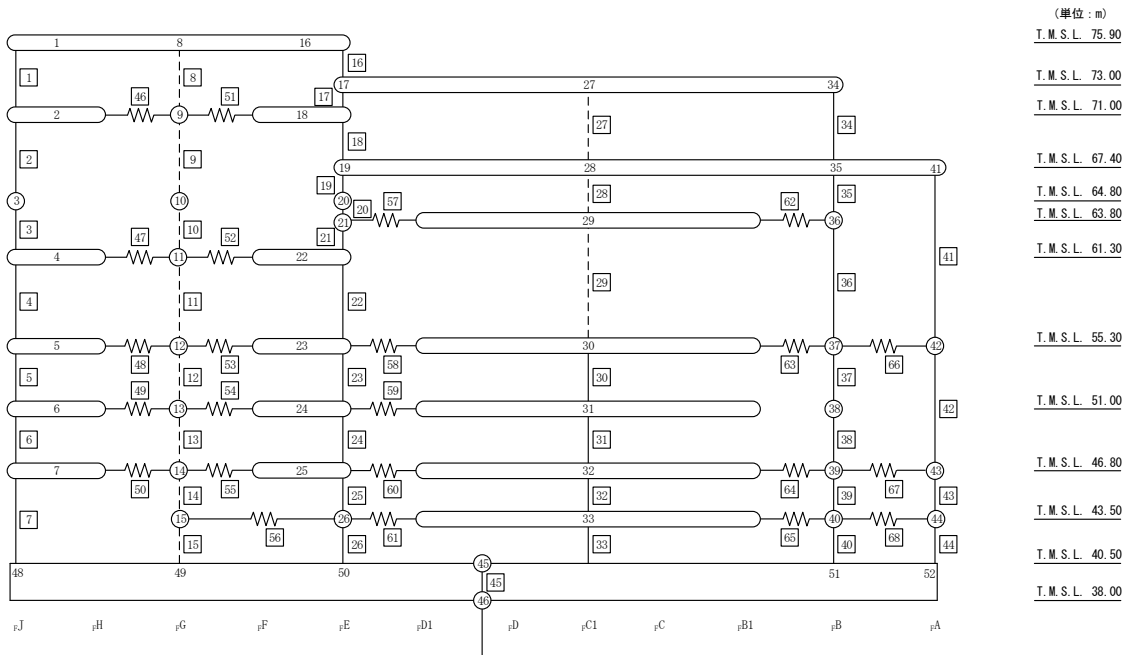 (単位：m)
T.M.S.L. 75.90
1 8 16
1 8 16
T.M.S.L. 73.00
17 27 34
46 51 17
T.M.S.L. 71.00
2 9 18
27 34
2 9 18
T.M.S.L. 67.40
19 28 35 41
19 57 28 62 35
T.M.S.L. 64.80
3 10 20
20
T.M.S.L. 63.80
21 29 36
3 47 10 52 21
T.M.S.L. 61.30
4 11 22
41
29 36
4 11 22
T.M.S.L. 55.30
5 12 23 30 37 42
48 53 58 63 66
5 12 23 30 37
49 54 59
T.M.S.L. 51.00
6 13 24 31 38
42
6 13 24 31 38
T.M.S.L. 46.80
7 14 25 32 39 43
50 14 55 25 60 32 64 39 67 43
T.M.S.L. 43.50
7
15 26 33 40 44
56 61 65 68
15 26 33 40 44
T.M.S.L. 40.50
45
48 49 50 51 52
45
T.M.S.L. 38.00
46
FJ FH FG FF FE FD1 FD FC1 FC FB1 FB FA